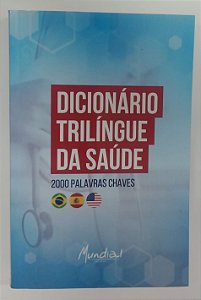 DICIONÁRIO
TRILÍNGUE
DA SAÚDE
2000 PALAVRAS CHAVES
Mundial